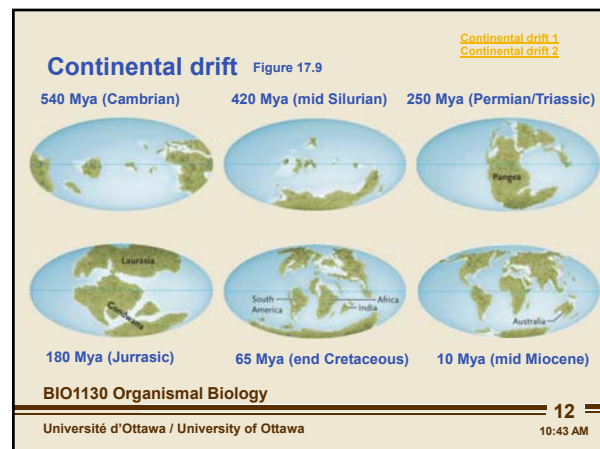 Continental drift 1
Continental drift 2
Continental drift Figure 17.9
540 Mya (Cambrian) 420 Mya (mid Silurian) 250 Mya (Permian/Triassic)
Pangea
Laurasia
Gondwana
South America
Africa
India
Australia
180 Mya (Jurrasic) 65 Mya (end Cretaceous) 10 Mya (mid Miocene)
BIO1130 Organismal Biology
12
Université d'Ottawa / University of Ottawa
10:43 AM